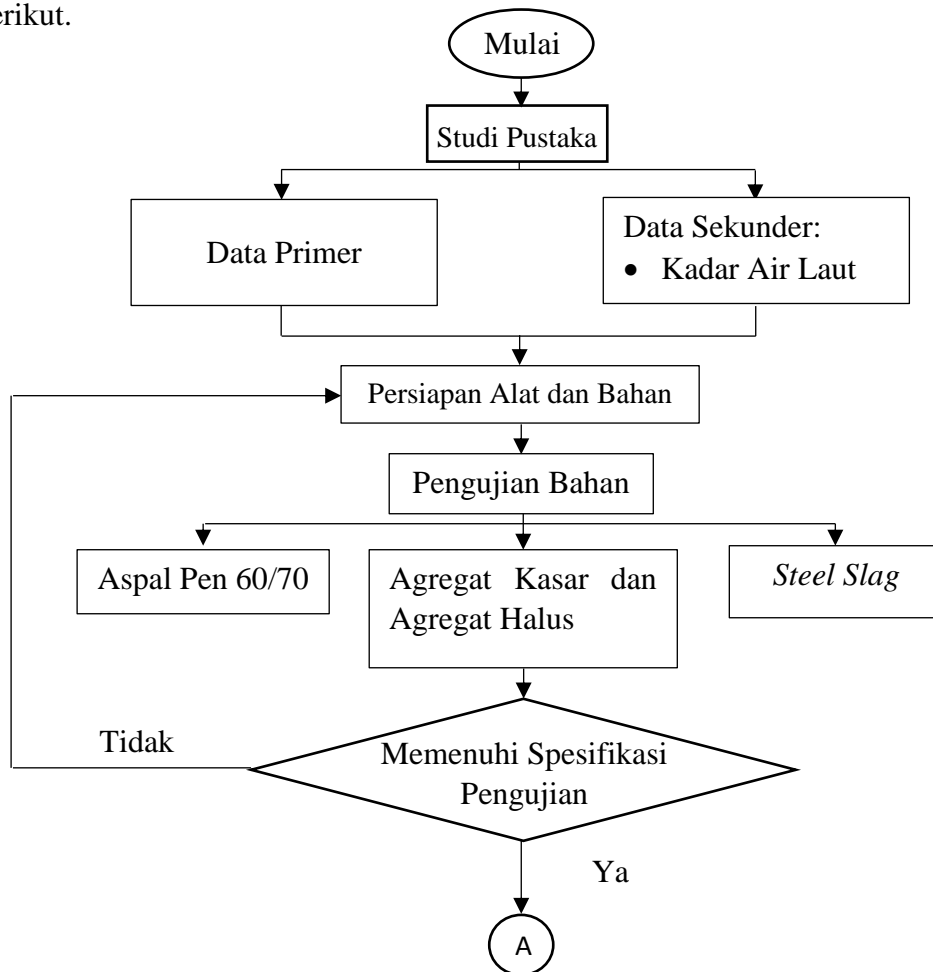 erikut.
Mulai
Studi Pustaka
Data Primer
Data Sekunder:
• Kadar Air Laut
Persiapan Alat dan Bahan
Pengujian Bahan
Aspal Pen 60/70
Agregat Kasar dan
Agregat Halus
Steel Slag
Tidak
Memenuhi Spesifikasi
Pengujian
Ya
A